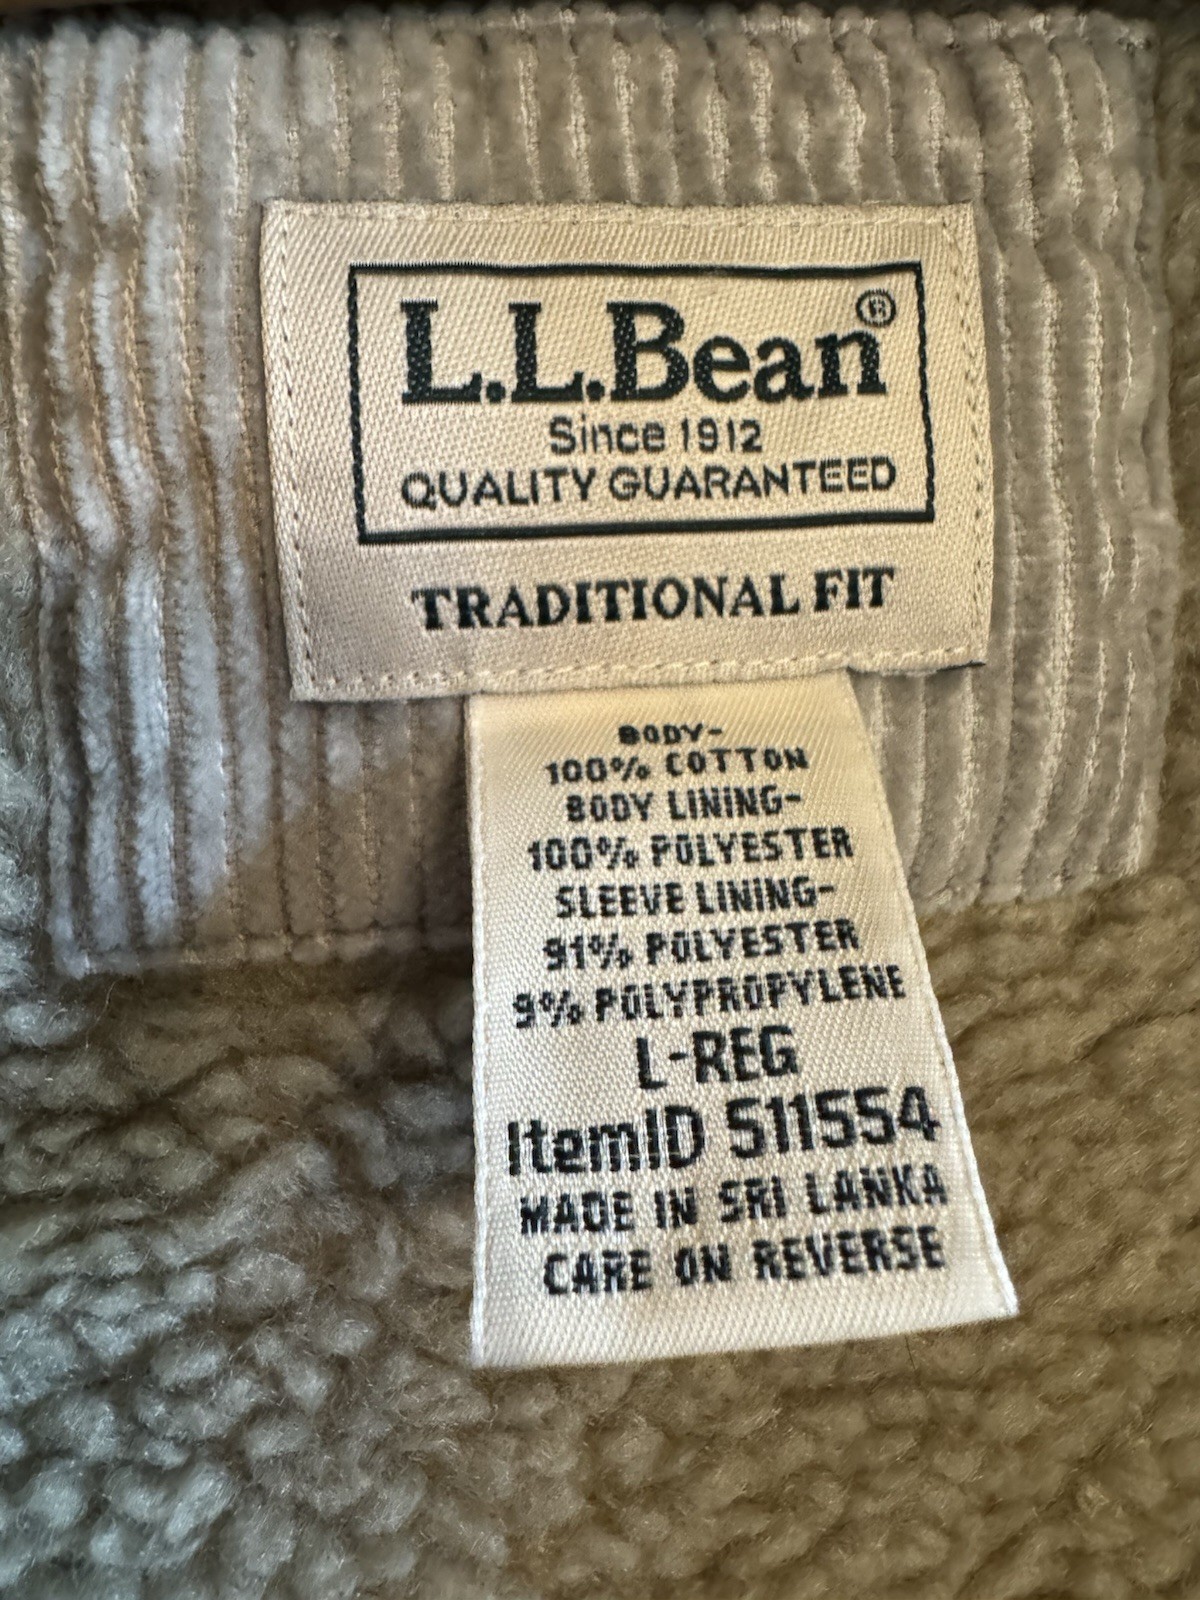 L.L.Bean®
Since 1912
QUALITY GUARANTEED
TRADITIONAL FIT
BODY-
100% COTTON
BODY LINING-
100% POLYESTER
SLEEVE LINING-
91% POLYESTER
9% POLYPROPYLENE
L-REG
ItemID 511554
MADE IN SRI LANKA
CARE ON REVERSE